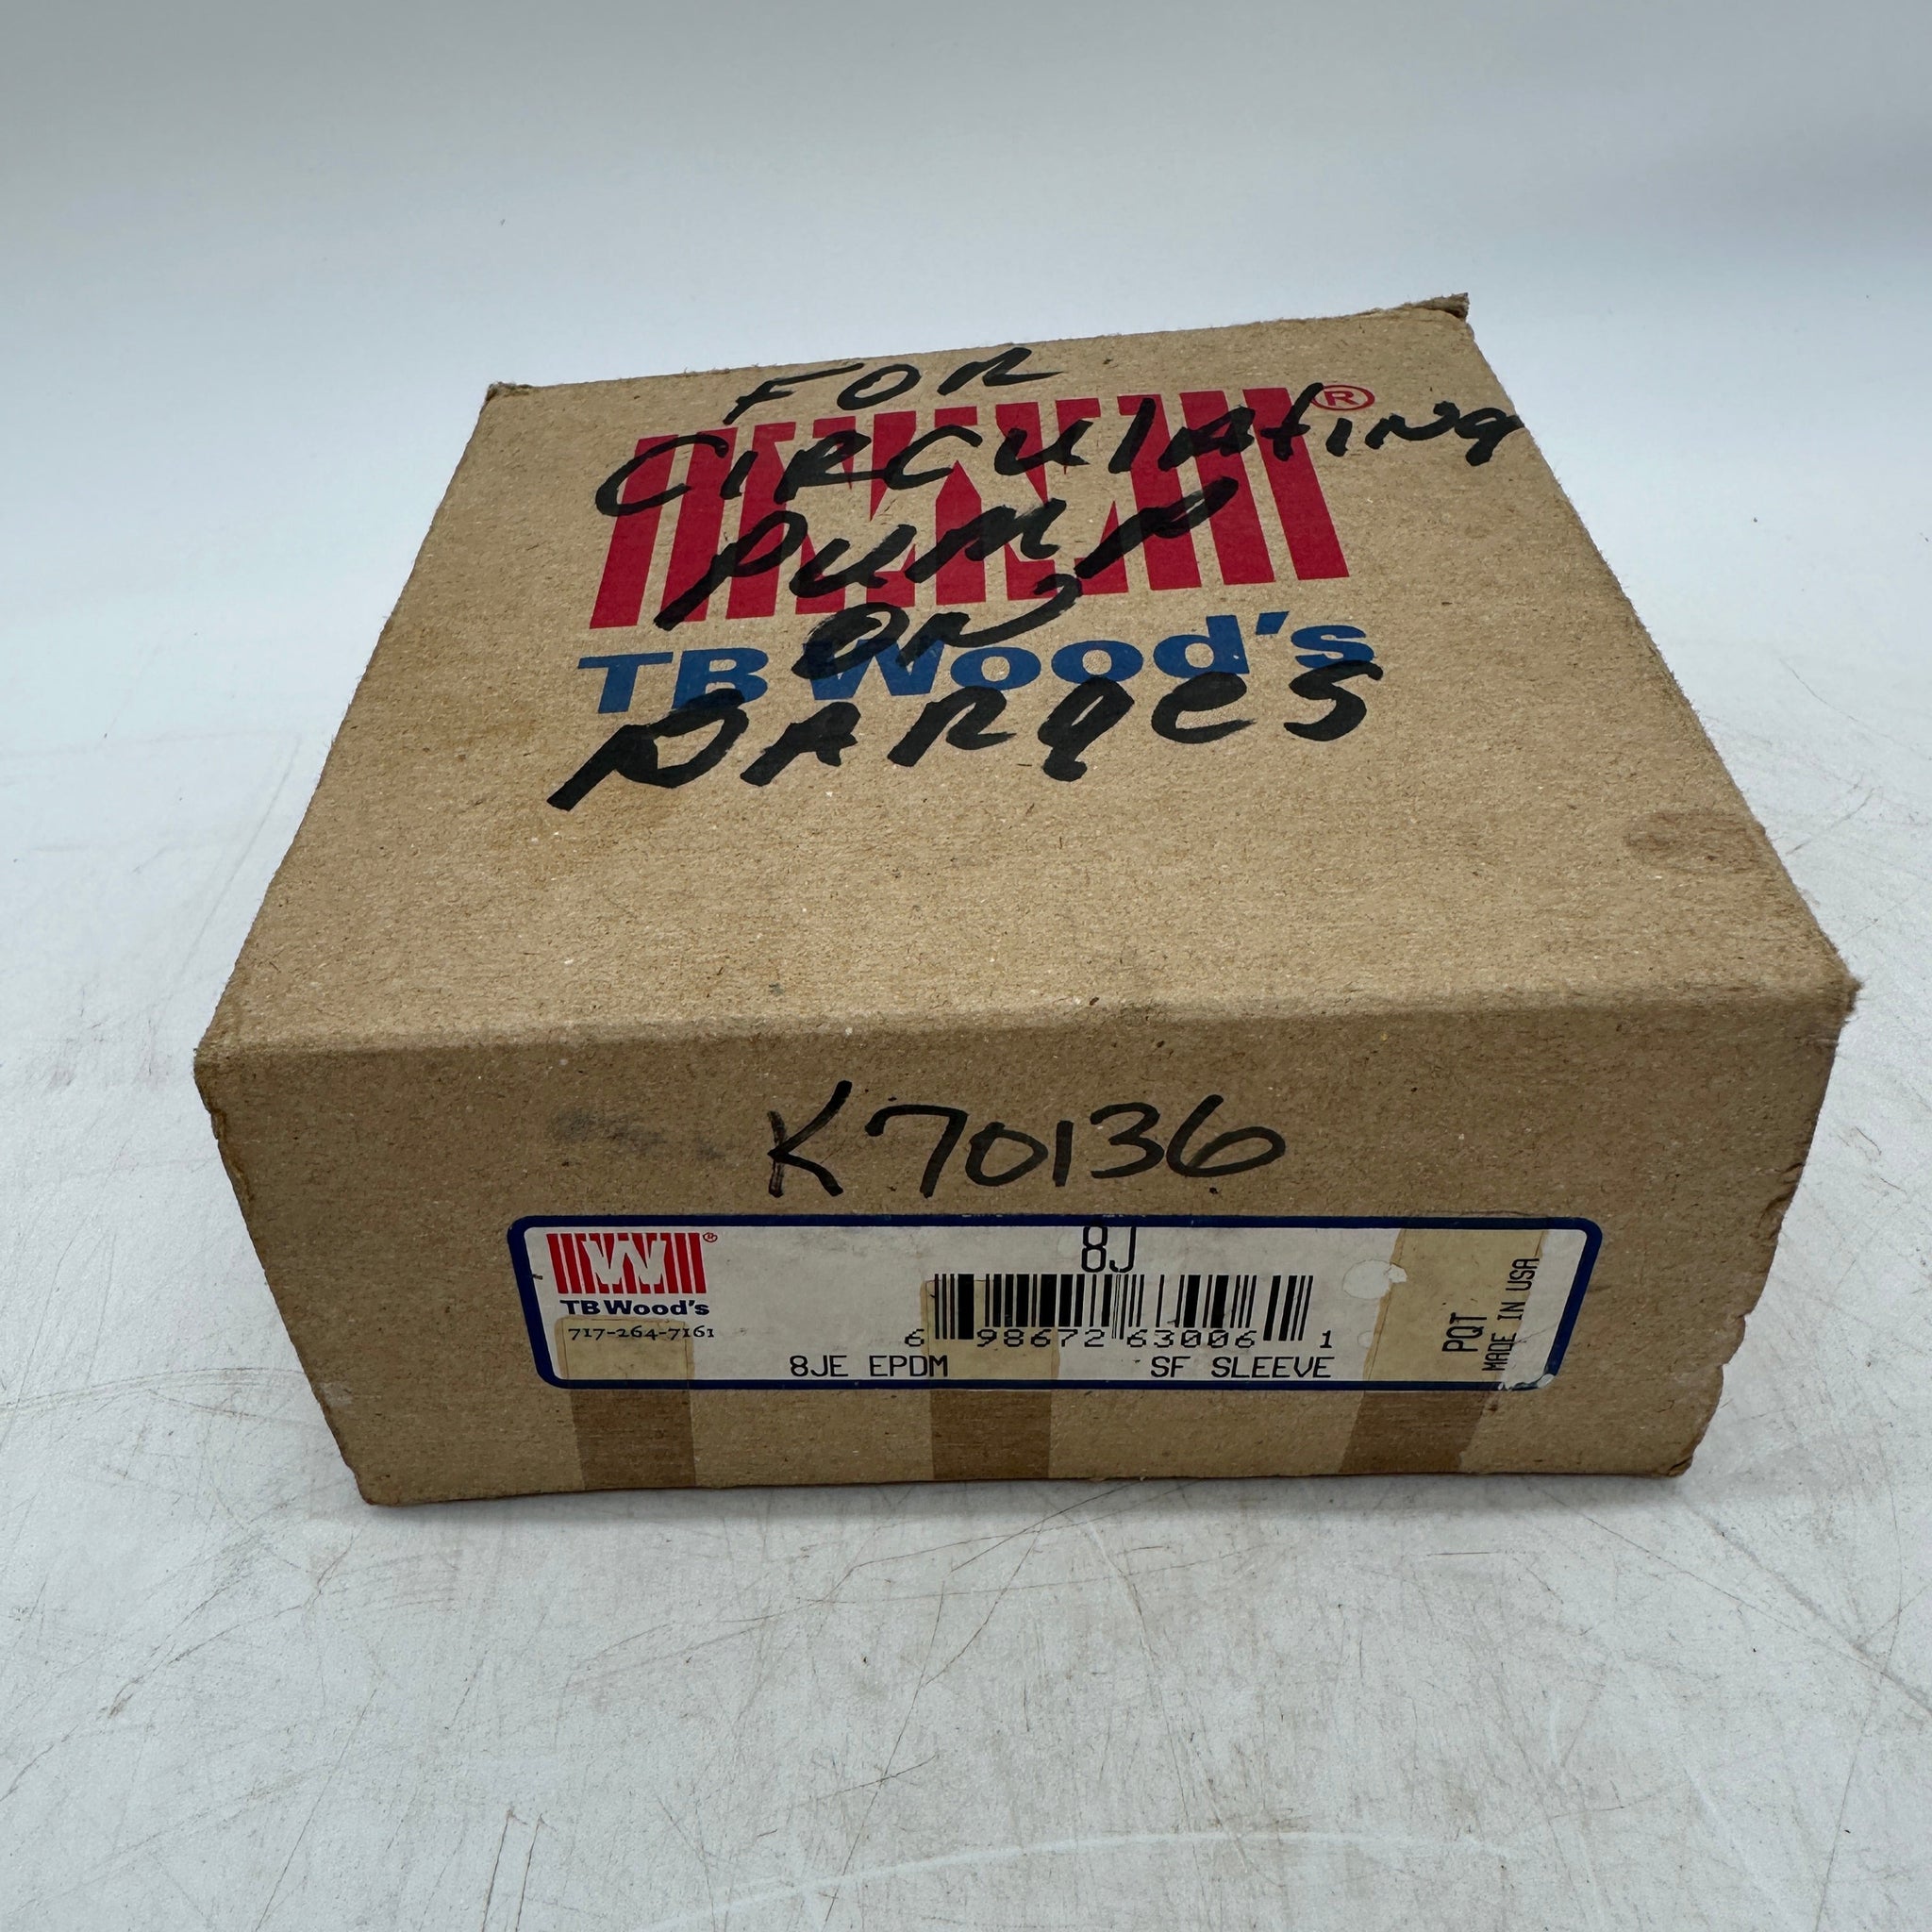 FOR
CIRCULAting
PUMP
ON
BARges
®
TB Wood's
K70136
W®
TB Wood's
717-264-7161
8J
6 98672 63006 1
8JE EPDM SF SLEEVE
PQT
MADE IN USA